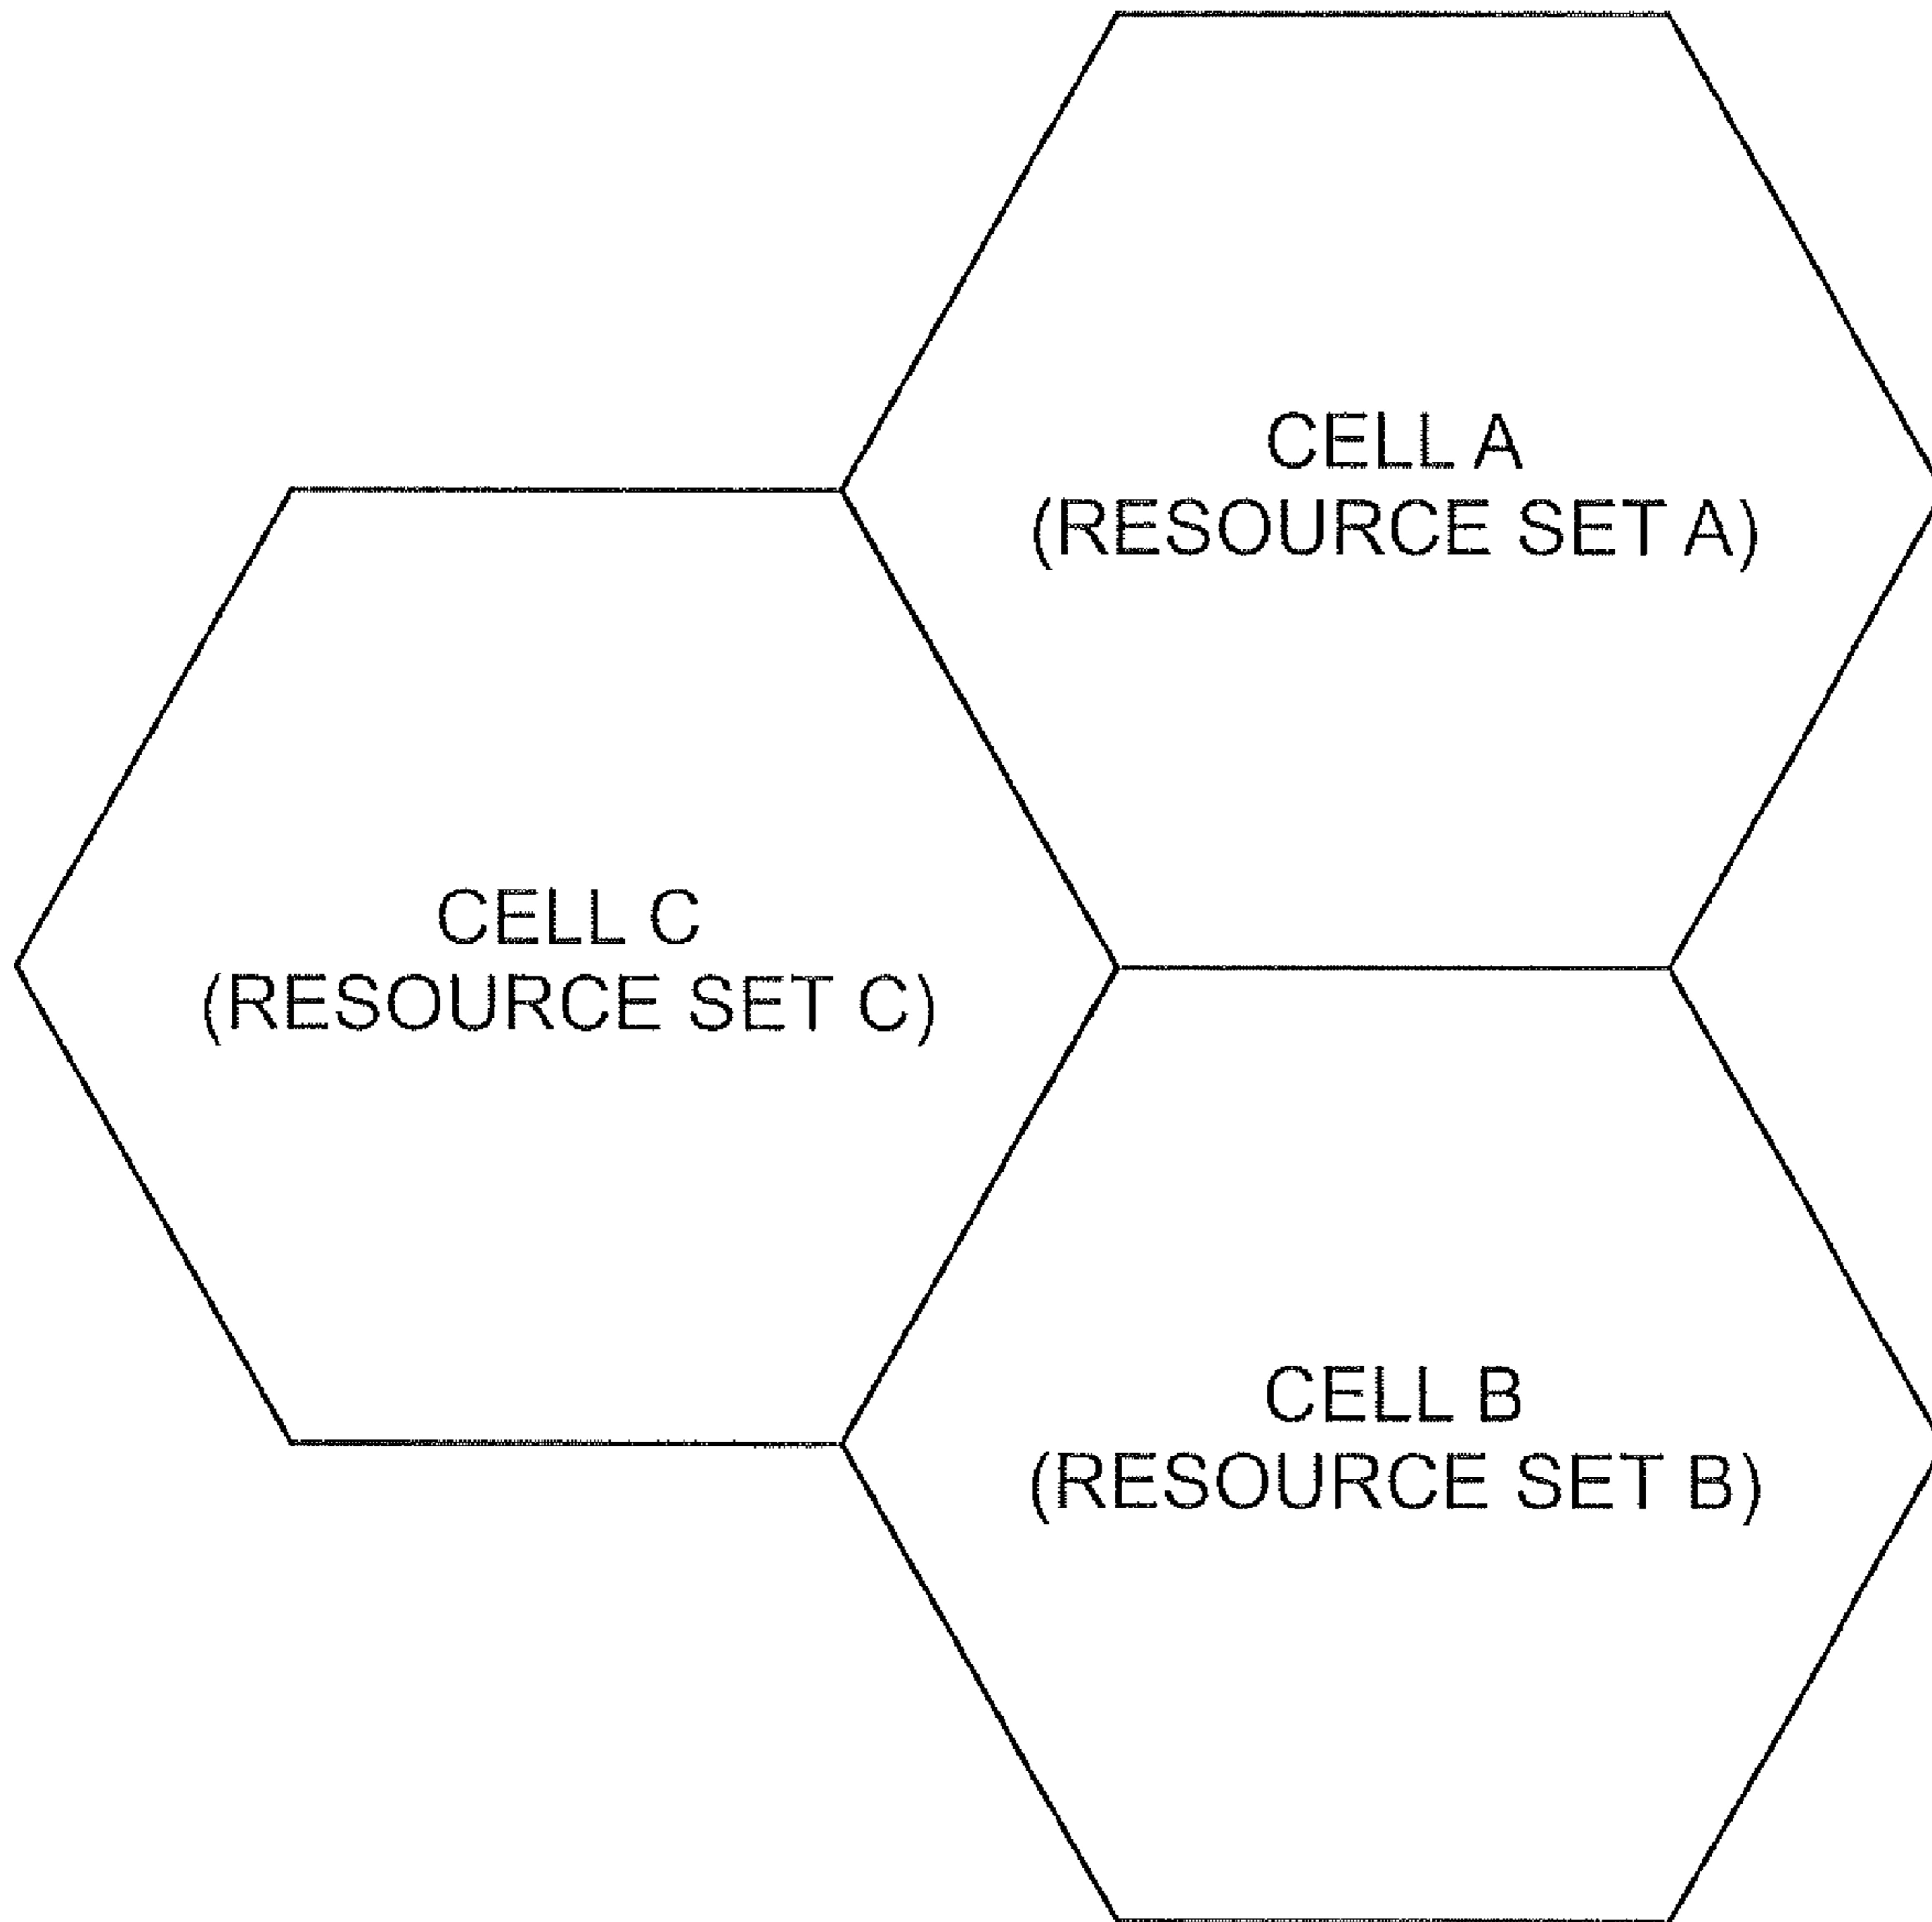 CELL A
(RESOURCE SET A)
CELL C
(RESOURCE SET C)
CELL B
(RESOURCE SET B)